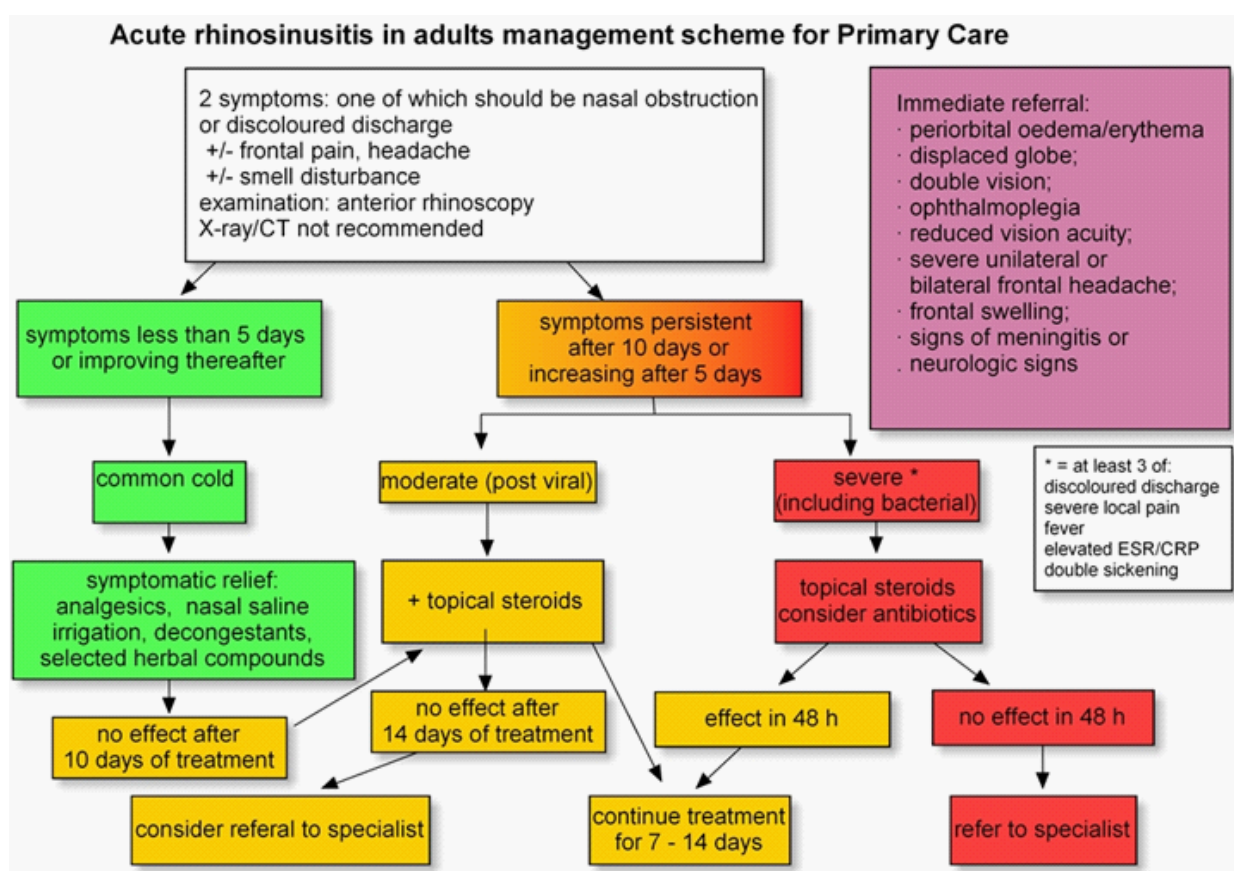 Acute rhinosinusitis in adults management scheme for Primary Care
2 symptoms: one of which should be nasal obstruction
or discoloured discharge
+/- frontal pain, headache
+/- smell disturbance
examination: anterior rhinoscopy
X-ray/CT not recommended
Immediate referral:
· periorbital oedema/erythema
· displaced globe;
· double vision;
· ophthalmoplegia
· reduced vision acuity;
· severe unilateral or
bilateral frontal headache;
· frontal swelling;
· signs of meningitis or
. neurologic signs
symptoms less than 5 days
or improving thereafter
symptoms persistent
after 10 days or
increasing after 5 days
common cold
moderate (post viral)
severe *
(including bacterial)
* = at least 3 of:
discoloured discharge
severe local pain
fever
elevated ESR/CRP
double sickening
symptomatic relief:
analgesics, nasal saline
irrigation, decongestants,
selected herbal compounds
+ topical steroids
topical steroids
consider antibiotics
no effect after
10 days of treatment
no effect after
14 days of treatment
effect in 48 h
no effect in 48 h
consider referal to specialist
continue treatment
for 7 - 14 days
refer to specialist